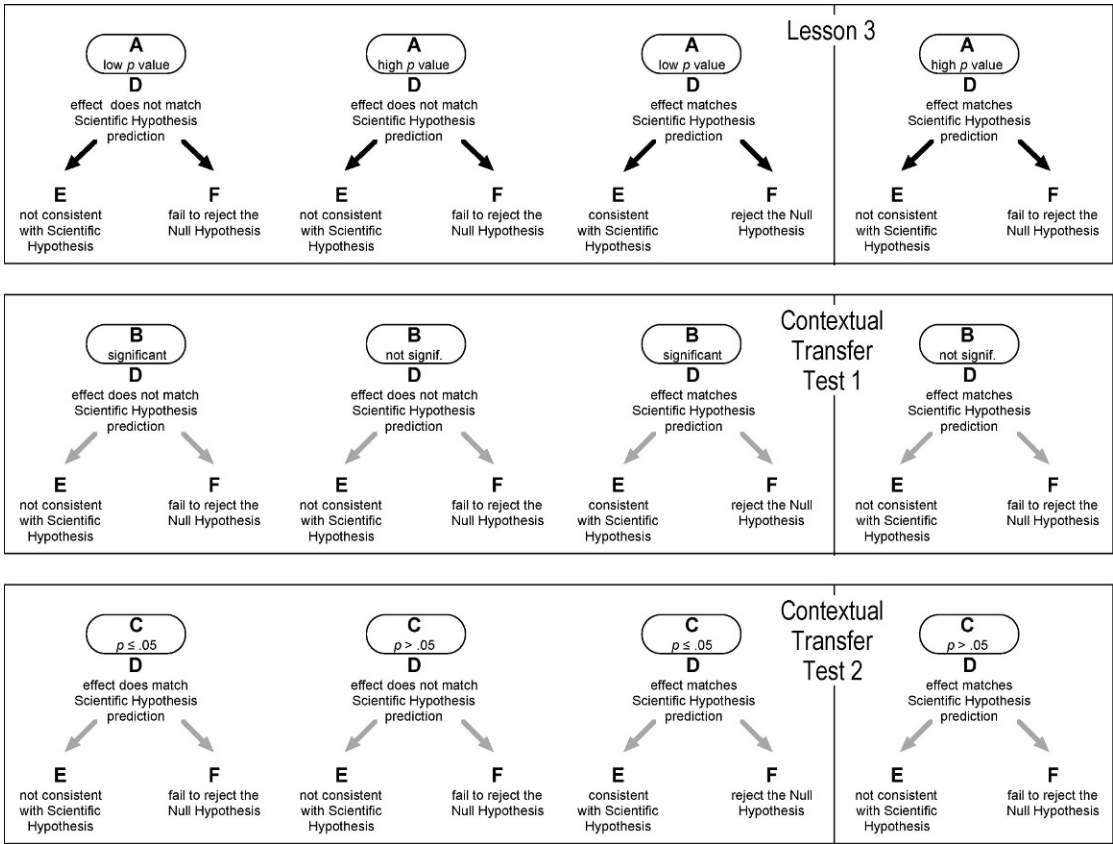 Lesson 3
A
low p value
D
effect does not match
Scientific Hypothesis
prediction
E
not consistent
with Scientific
Hypothesis
F
fail to reject the
Null Hypothesis
A
high p value
D
effect does not match
Scientific Hypothesis
prediction
E
not consistent
with Scientific
Hypothesis
F
fail to reject the
Null Hypothesis
A
low p value
D
effect matches
Scientific Hypothesis
prediction
E
consistent
with Scientific
Hypothesis
F
reject the Null
Hypothesis
A
high p value
D
effect matches
Scientific Hypothesis
prediction
E
not consistent
with Scientific
Hypothesis
F
fail to reject the
Null Hypothesis
Contextual
Transfer
Test 1
B
significant
D
effect does not match
Scientific Hypothesis
prediction
E
not consistent
with Scientific
Hypothesis
F
fail to reject the
Null Hypothesis
B
not signif.
D
effect does not match
Scientific Hypothesis
prediction
E
not consistent
with Scientific
Hypothesis
F
fail to reject the
Null Hypothesis
B
significant
D
effect matches
Scientific Hypothesis
prediction
E
consistent
with Scientific
Hypothesis
F
reject the Null
Hypothesis
B
not signif.
D
effect matches
Scientific Hypothesis
prediction
E
not consistent
with Scientific
Hypothesis
F
fail to reject the
Null Hypothesis
Contextual
Transfer
Test 2
C
p ≤ .05
D
effect does match
Scientific Hypothesis
prediction
E
not consistent
with Scientific
Hypothesis
F
fail to reject the
Null Hypothesis
C
p > .05
D
effect does not match
Scientific Hypothesis
prediction
E
not consistent
with Scientific
Hypothesis
F
fail to reject the
Null Hypothesis
C
p ≤ .05
D
effect matches
Scientific Hypothesis
prediction
E
consistent
with Scientific
Hypothesis
F
reject the Null
Hypothesis
C
p > .05
D
effect matches
Scientific Hypothesis
prediction
E
not consistent
with Scientific
Hypothesis
F
fail to reject the
Null Hypothesis